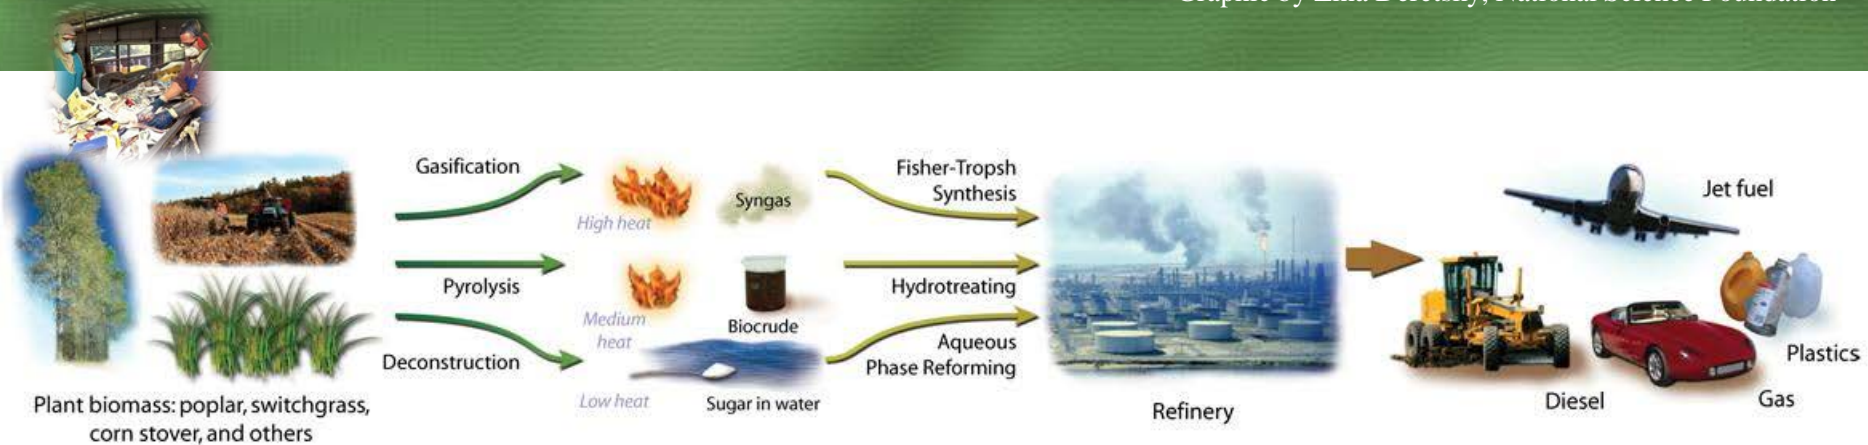 Gasification
High heat
Syngas
Fisher-Tropsh
Synthesis
Pyrolysis
Medium
heat
Biocrude
Hydrotreating
Deconstruction
Low heat
Sugar in water
Aqueous
Phase Reforming
Plant biomass: poplar, switchgrass,
corn stover, and others
Refinery
Jet fuel
Plastics
Diesel
Gas